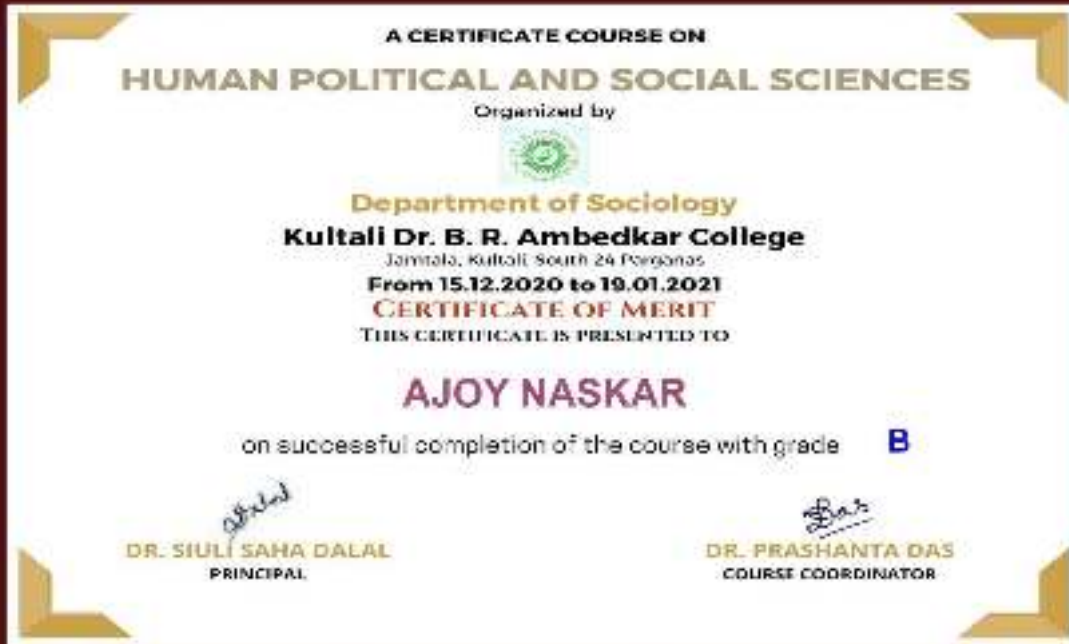 A CERTIFICATE COURSE ON
HUMAN POLITICAL AND SOCIAL SCIENCES
Organized by
Department of Sociology
Kultali Dr. B. R. Ambedkar College
Jamtala, Kultali, South 24 Parganas
From 15.12.2020 to 19.01.2021
CERTIFICATE OF MERIT
THIS CERTIFICATE IS PRESENTED TO
AJOY NASKAR
on successful completion of the course with grade B
DR. SIULI SAHA DALAL
PRINCIPAL
DR. PRASHANTA DAS
COURSE COORDINATOR